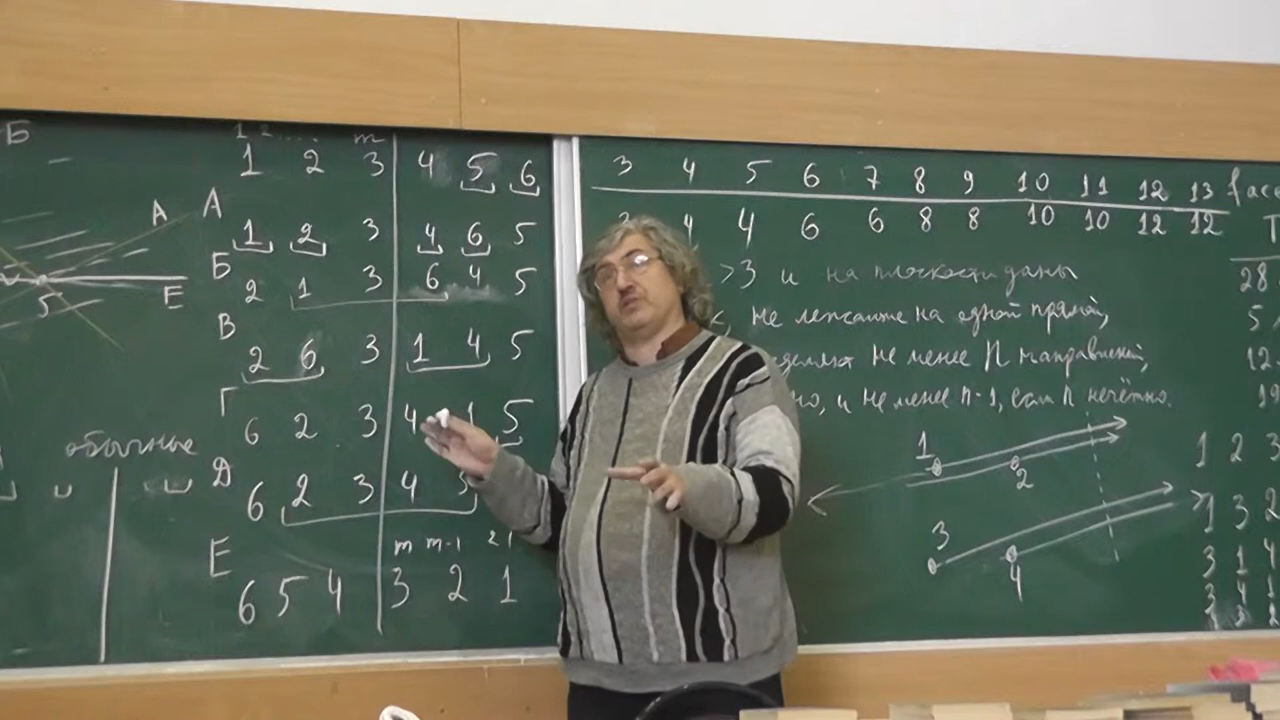 Б
А
Е
5
обычные
1 2 .... m
1 2 3 4 5 6
А
1 2 3 4 6 5
Б
2 1 3 6 4 5
В
2 6 3 1 4 5
Г
6 2 3 4 1 5
Д
6 2 3 4
Е
m m-1 2 1
6 5 4 3 2 1
3 4 5 6 7 8 9 10 11 12 13
4 4 6 6 8 8 10 10 12 12
>3 и на плоскости даны
не лежащие на одной прямой,
не менее n направлений,
и не менее n-1, если n нечётно.
1
2
3
4
28
5
12
19
1 2 3
1 3 2
3 1 4
3 4 1